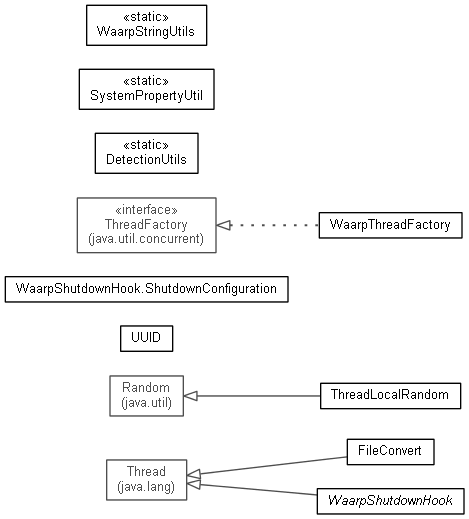 «static»
WaarpStringUtils
«static»
SystemPropertyUtil
«static»
DetectionUtils
«interface»
ThreadFactory
(java.util.concurrent)
WaarpThreadFactory
WaarpShutdownHook.ShutdownConfiguration
UUID
Random
(java.util)
ThreadLocalRandom
Thread
(java.lang)
FileConvert
WaarpShutdownHook